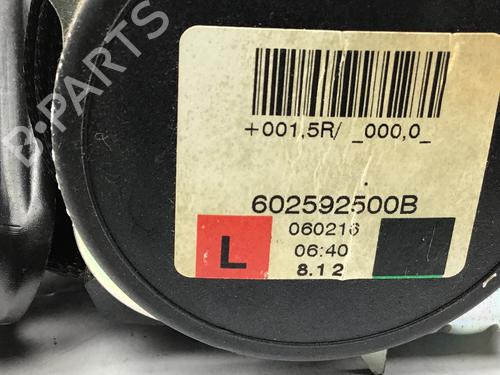 B-PARTS
+001,5R/ _000,0_
602592500B
L
060216
06:40
8.12